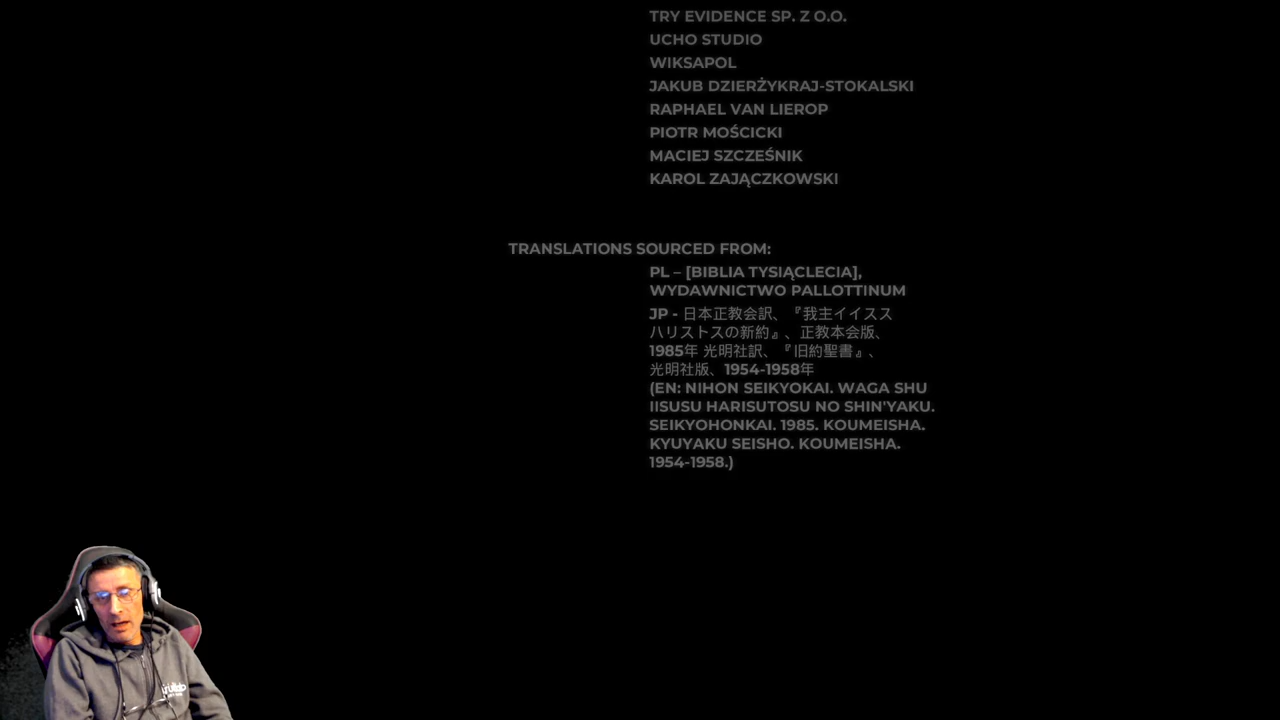 TRY EVIDENCE SP. Z O.O.
UCHO STUDIO
WIKSAPOL
JAKUB DZIERŻYKRAJ-STOKALSKI
RAPHAEL VAN LIEROP
PIOTR MOŚCICKI
MACIEJ SZCZEŚNIK
KAROL ZAJĄCZKOWSKI
TRANSLATIONS SOURCED FROM:
PL – [BIBLIA TYSIĄCLECIA],
WYDAWNICTWO PALLOTTINUM
JP - 日本正教会訳、『我主イイスス
ハリストスの新約』、正教本会版、
1985年 光明社訳、『旧約聖書』、
光明社版、1954-1958年
(EN: NIHON SEIKYOKAI. WAGA SHU
IISUSU HARISUTOSU NO SHIN'YAKU.
SEIKYOHONKAI. 1985. KOUMEISHA.
KYUYAKU SEISHO. KOUMEISHA.
1954-1958.)